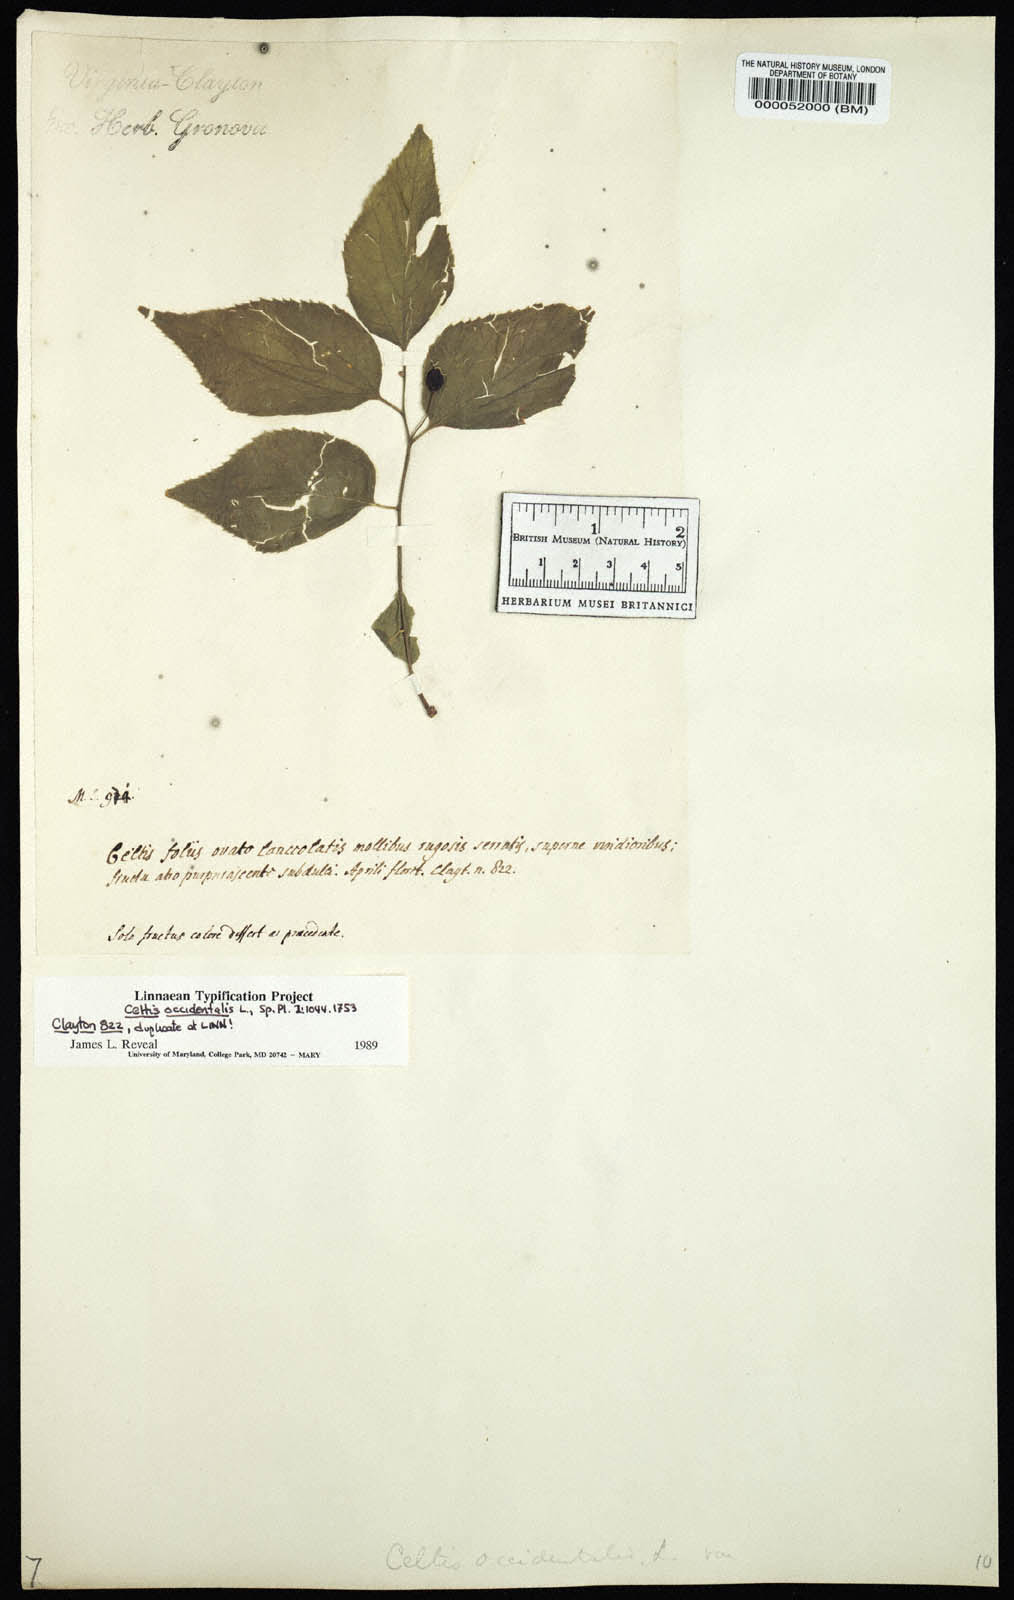 Virginia-Clayton
Herb. Gronovii
THE NATURAL HISTORY MUSEUM, LONDON
DEPARTMENT OF BOTANY
000052000 (BM)
1 2
BRITISH MUSEUM (NATURAL HISTORY)
1 2 3 4 5
HERBARIUM MUSEI BRITANNICI
Celtis foliis ovato lanceolatis mollibus rugosis serratis, superne viridioribus;
fructu atro purpurascente subdulci. Aprili floret. Clayt. n. 822.
Solo fructus colore differt a praecedente.
Linnaean Typification Project
Celtis occidentalis L., Sp. Pl. 2:1044. 1753
Clayton 822, duplicate at LINN!
James L. Reveal 1989
University of Maryland, College Park, MD 20742 – MARY
Celtis occidentalis, L. var
7
10